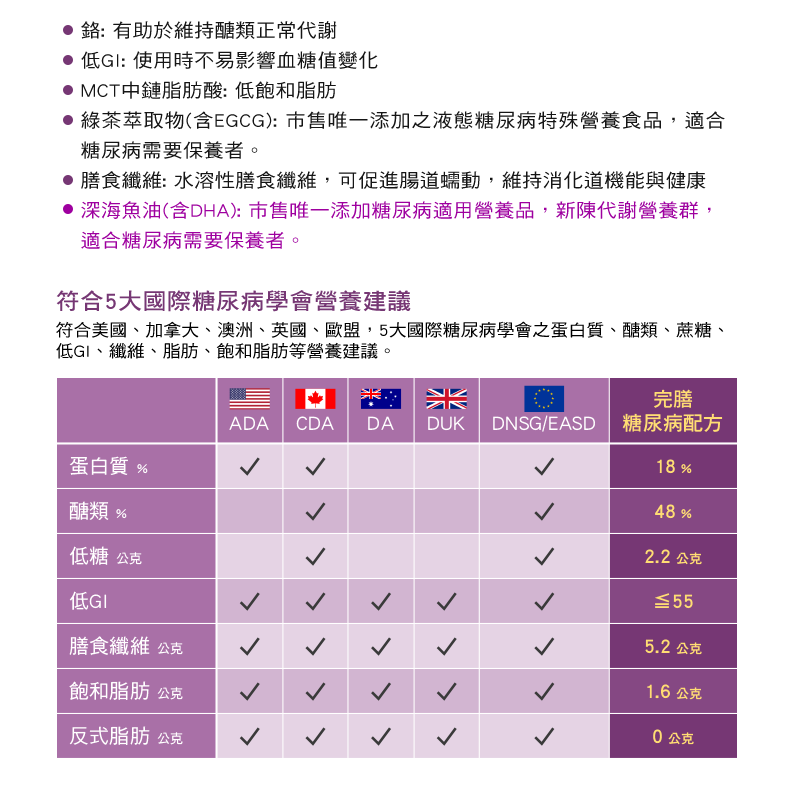 鉻: 有助於維持醣類正常代謝
低GI: 使用時不易影響血糖值變化
MCT中鏈脂肪酸: 低飽和脂肪
綠茶萃取物(含EGCG): 市售唯一添加之液態糖尿病特殊營養食品，適合
糖尿病需要保養者。
膳食纖維: 水溶性膳食纖維，可促進腸道蠕動，維持消化道機能與健康
深海魚油(含DHA): 市售唯一添加糖尿病適用營養品，新陳代謝營養群，
適合糖尿病需要保養者。
符合5大國際糖尿病學會營養建議
符合美國、加拿大、澳洲、英國、歐盟，5大國際糖尿病學會之蛋白質、醣類、蔗糖、
低GI、纖維、脂肪、飽和脂肪等營養建議。
ADA CDA DA DUK DNSG/EASD 完膳
糖尿病配方
蛋白質 % ✓ ✓ ✓ 18 %
醣類 % ✓ ✓ 48 %
低糖 公克 ✓ ✓ 2.2 公克
低GI ✓ ✓ ✓ ✓ ✓ ≦55
膳食纖維 公克 ✓ ✓ ✓ ✓ ✓ 5.2 公克
飽和脂肪 公克 ✓ ✓ ✓ ✓ ✓ 1.6 公克
反式脂肪 公克 ✓ ✓ ✓ ✓ ✓ 0 公克